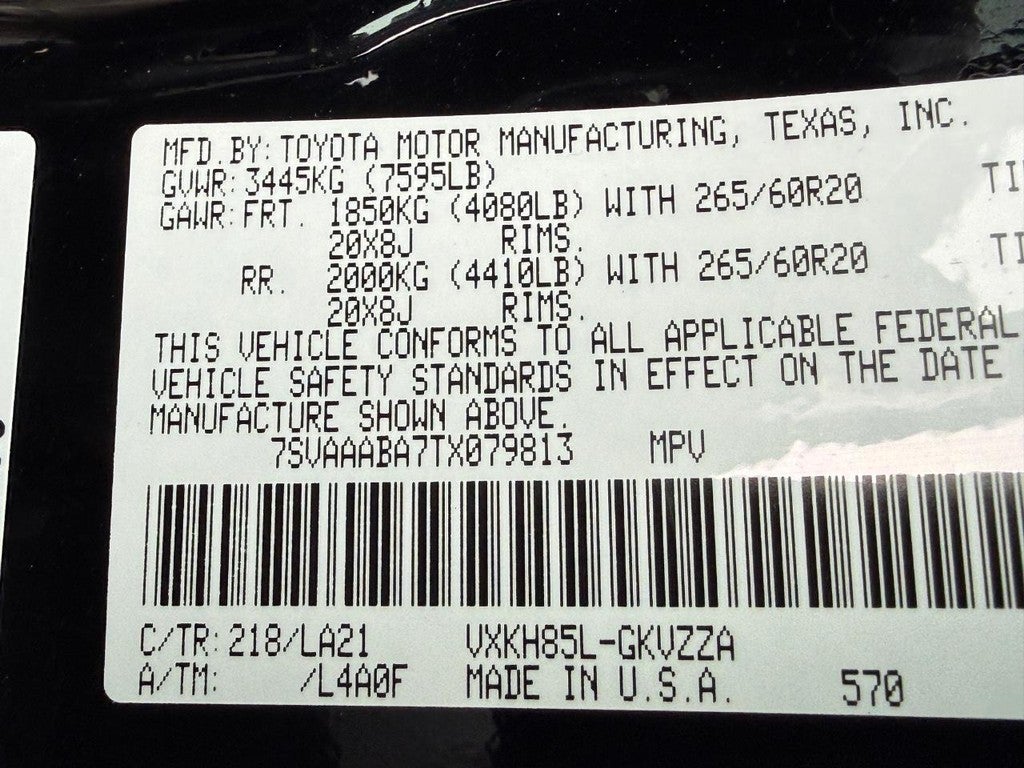 MFD.BY: TOYOTA MOTOR MANUFACTURING, TEXAS, INC.
GVWR: 3445KG (7595LB)
GAWR: FRT. 1850KG (4080LB) WITH 265/60R20
20X8J RIMS.
RR. 2000KG (4410LB) WITH 265/60R20
20X8J RIMS.
THIS VEHICLE CONFORMS TO ALL APPLICABLE FEDERAL
VEHICLE SAFETY STANDARDS IN EFFECT ON THE DATE
MANUFACTURE SHOWN ABOVE.
7SVAAABA7TX079813 MPV
C/TR: 218/LA21 VXKH85L-GKVZZA
A/TM: /L4A0F MADE IN U.S.A. 570